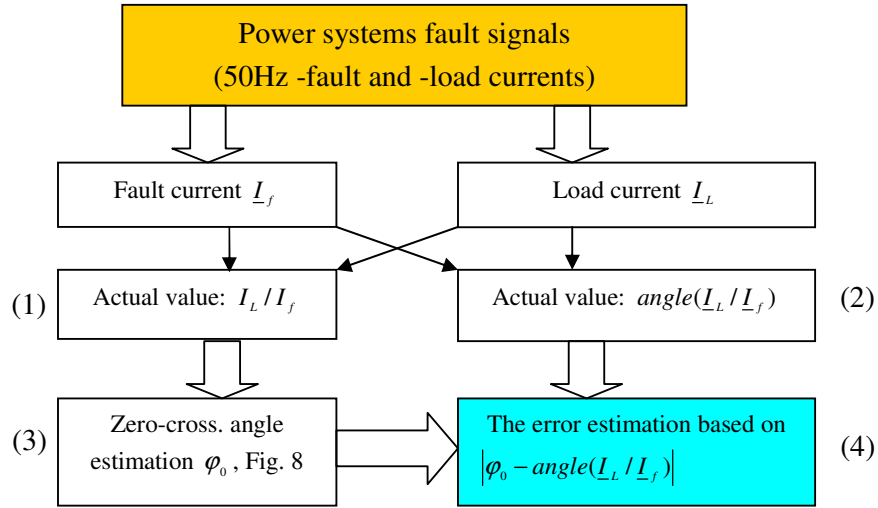 Power systems fault signals
(50Hz -fault and -load currents)
Fault current I_f
Load current I_L
(1)
Actual value: I_L / I_f
Actual value: angle(I_L / I_f)
(2)
(3)
Zero-cross. angle
estimation φ_0 , Fig. 8
The error estimation based on
|φ_0 − angle(I_L / I_f)|
(4)